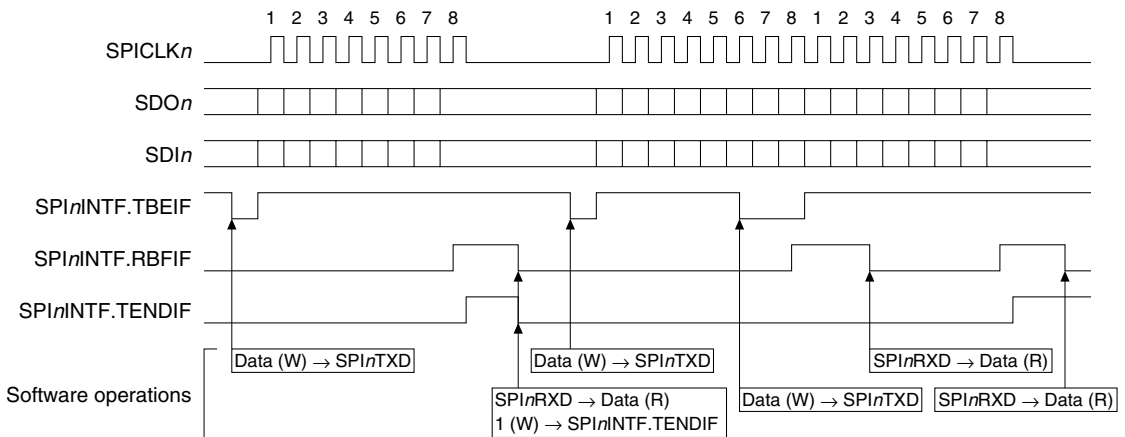 1 2 3 4 5 6 7 8 1 2 3 4 5 6 7 8 1 2 3 4 5 6 7 8
SPICLKn
SDOn
SDIn
SPInINTF.TBEIF
SPInINTF.RBFIF
SPInINTF.TENDIF
Software operations
Data (W) → SPInTXD
Data (W) → SPInTXD
SPInRXD → Data (R)
SPInRXD → Data (R)
1 (W) → SPInINTF.TENDIF
Data (W) → SPInTXD
SPInRXD → Data (R)